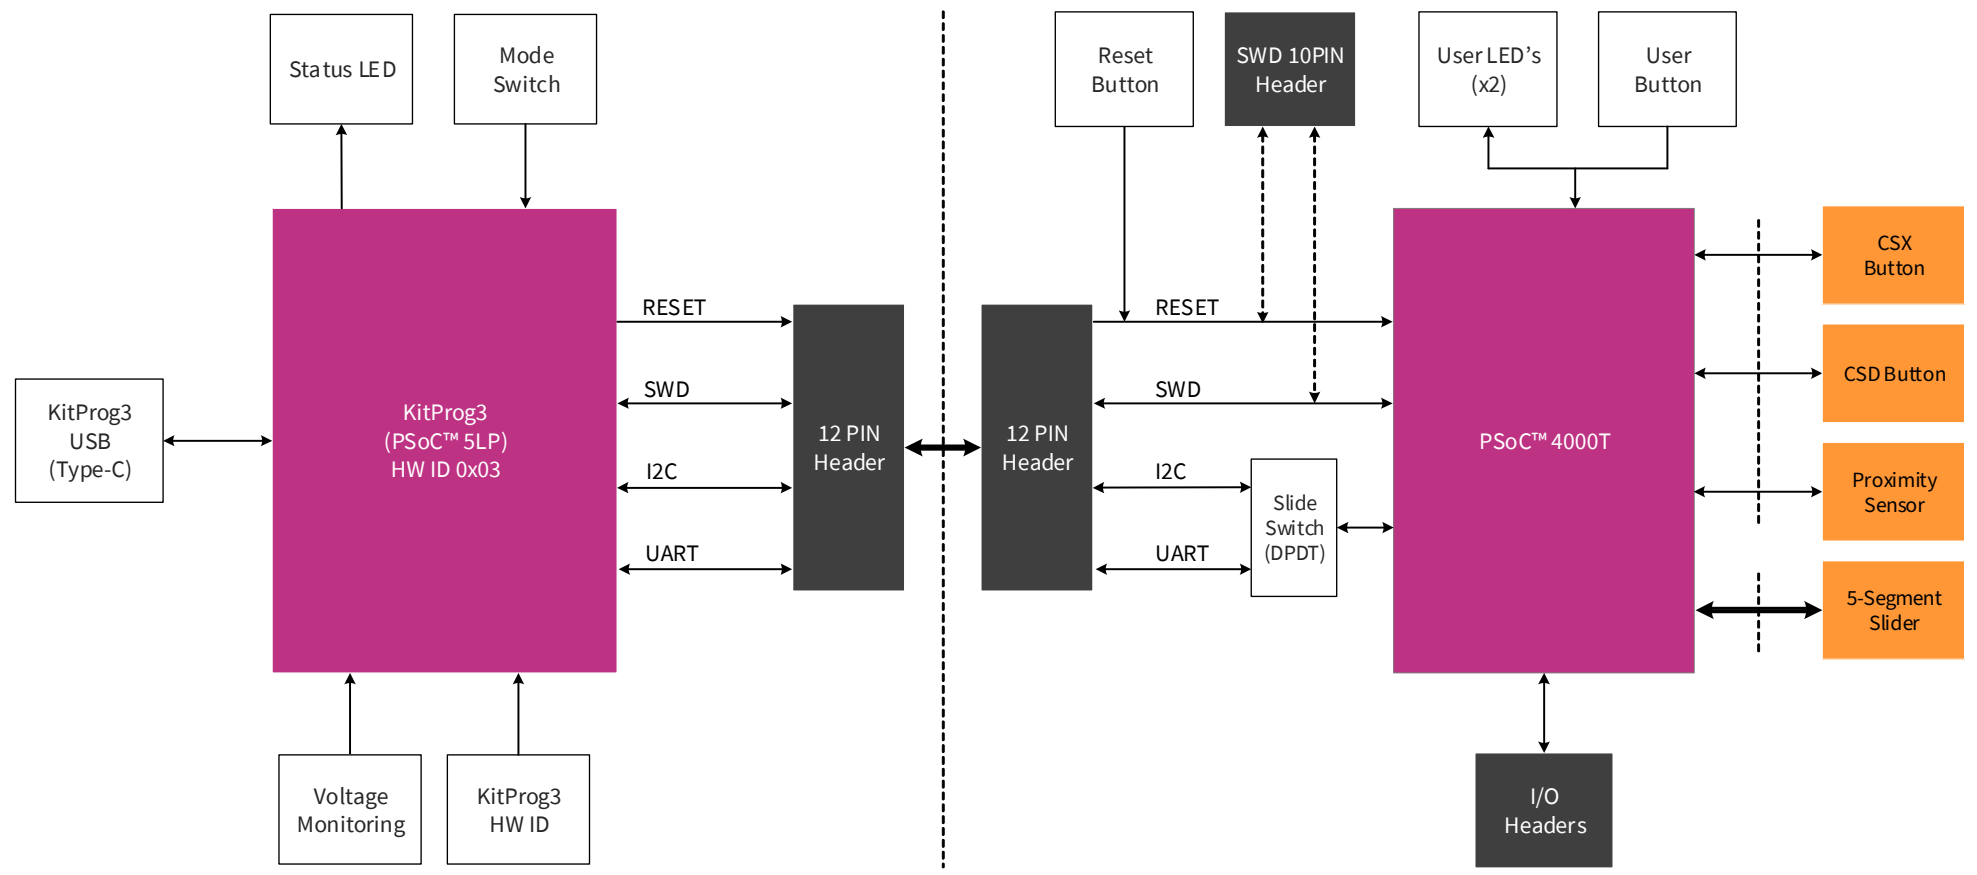 Status LED
Mode
Switch
Reset
Button
SWD 10PIN
Header
User LED’s
(x2)
User
Button
KitProg3
USB
(Type-C)
KitProg3
(PSoC™ 5LP)
HW ID 0x03
RESET
SWD
I2C
UART
12 PIN
Header
12 PIN
Header
RESET
SWD
I2C
UART
Slide
Switch
(DPDT)
PSoC™ 4000T
CSX
Button
CSD Button
Proximity
Sensor
5-Segment
Slider
Voltage
Monitoring
KitProg3
HW ID
I/O
Headers